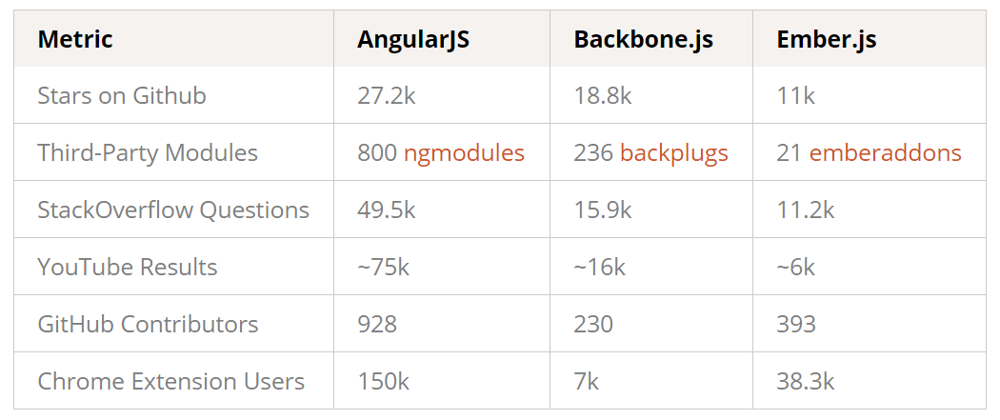 Metric AngularJS Backbone.js Ember.js
Stars on Github 27.2k 18.8k 11k
Third-Party Modules 800 ngmodules 236 backplugs 21 emberaddons
StackOverflow Questions 49.5k 15.9k 11.2k
YouTube Results ~75k ~16k ~6k
GitHub Contributors 928 230 393
Chrome Extension Users 150k 7k 38.3k